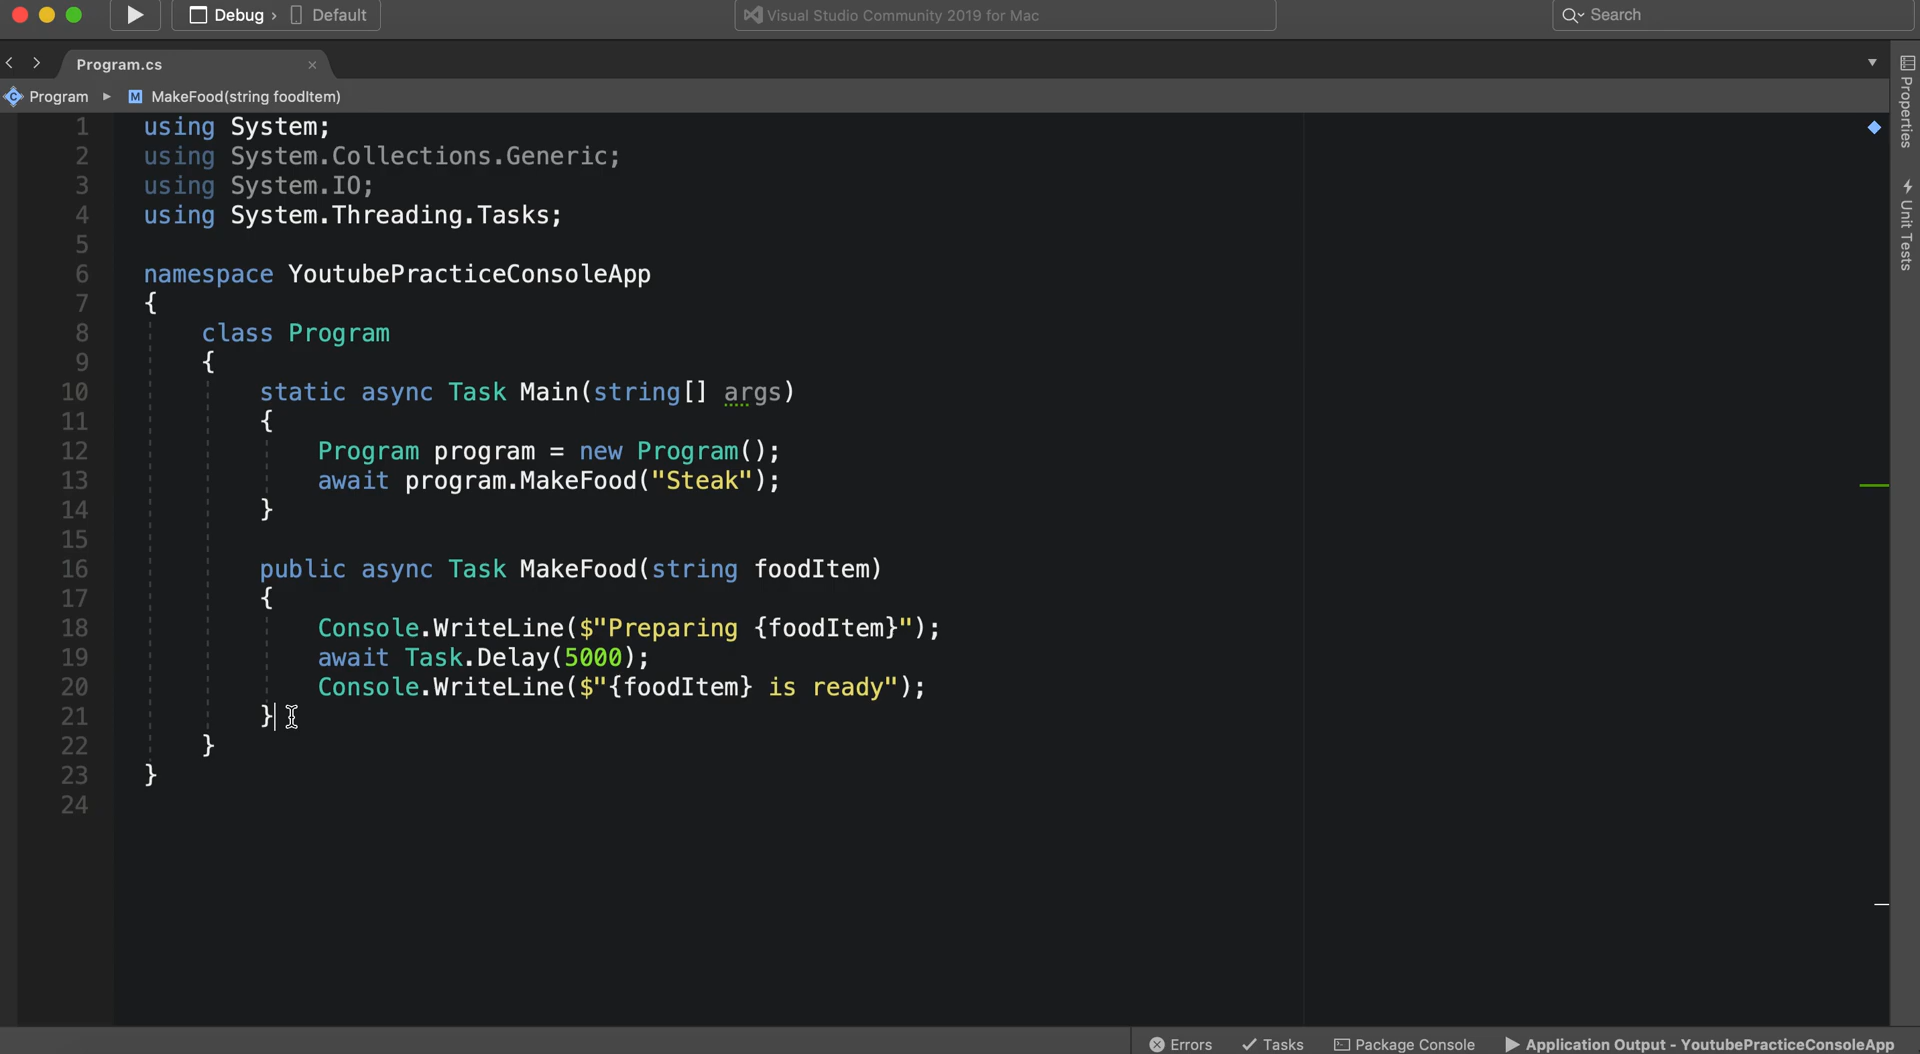 Debug › Default
Visual Studio Community 2019 for Mac
Search
Program.cs
Program ▸ M MakeFood(string foodItem)
1 using System;
2 using System.Collections.Generic;
3 using System.IO;
4 using System.Threading.Tasks;
5
6 namespace YoutubePracticeConsoleApp
7 {
8     class Program
9     {
10         static async Task Main(string[] args)
11         {
12             Program program = new Program();
13             await program.MakeFood("Steak");
14         }
15
16         public async Task MakeFood(string foodItem)
17         {
18             Console.WriteLine($"Preparing {foodItem}");
19             await Task.Delay(5000);
20             Console.WriteLine($"{foodItem} is ready");
21         }
22     }
23 }
24
Properties
Unit Tests
Errors
Tasks
Package Console
Application Output - YoutubePracticeConsoleApp